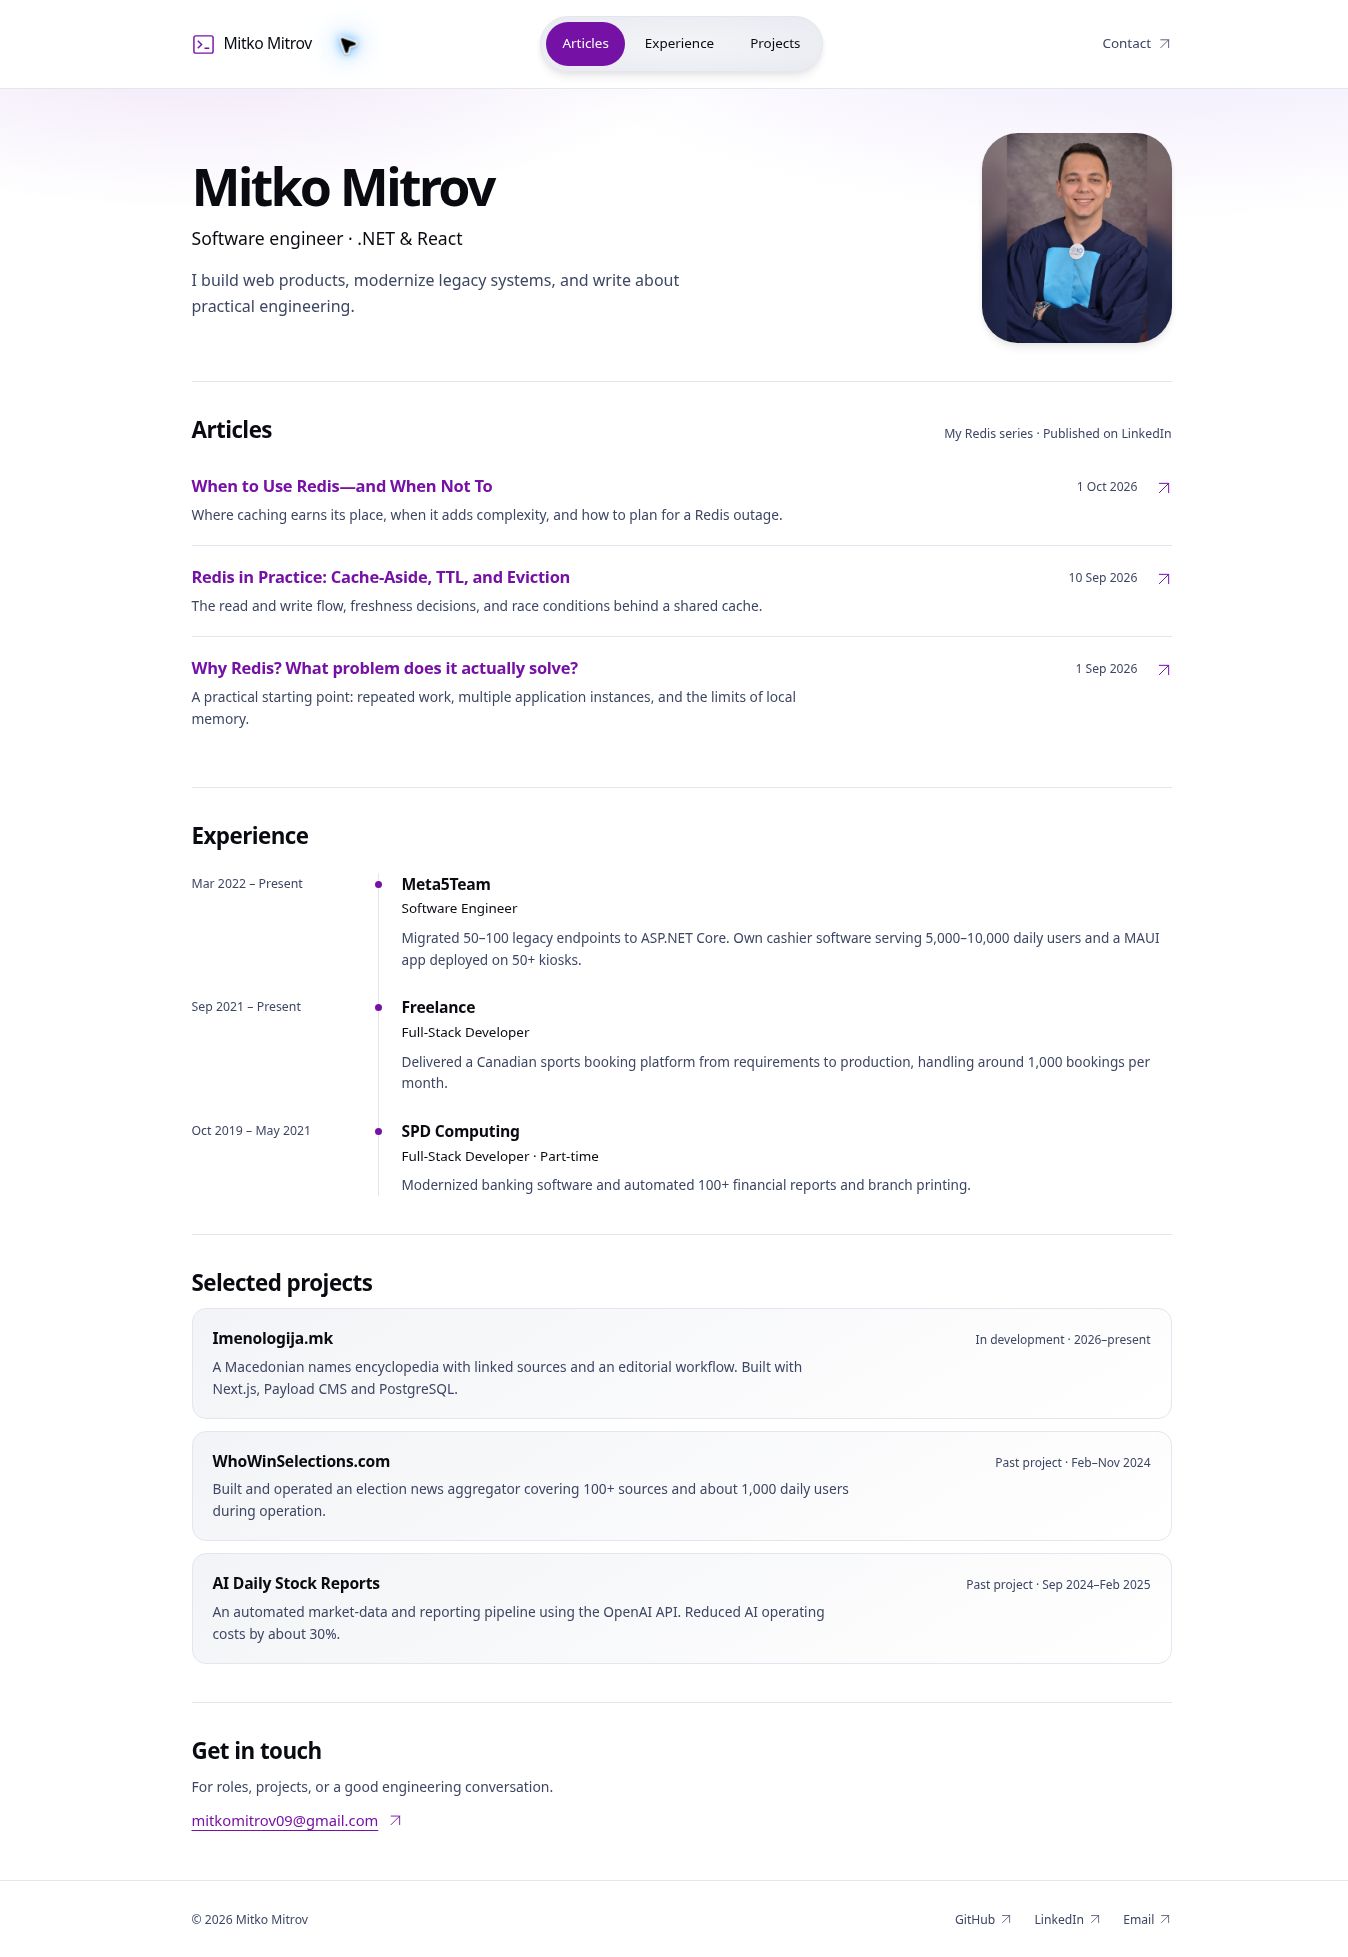 Mitko Mitrov
Articles Experience Projects
Contact
Mitko Mitrov
Software engineer · .NET & React
I build web products, modernize legacy systems, and write about
practical engineering.
Articles
My Redis series · Published on LinkedIn
When to Use Redis—and When Not To
1 Oct 2026
Where caching earns its place, when it adds complexity, and how to plan for a Redis outage.
Redis in Practice: Cache-Aside, TTL, and Eviction
10 Sep 2026
The read and write flow, freshness decisions, and race conditions behind a shared cache.
Why Redis? What problem does it actually solve?
1 Sep 2026
A practical starting point: repeated work, multiple application instances, and the limits of local
memory.
Experience
Mar 2022 – Present
Meta5Team
Software Engineer
Migrated 50–100 legacy endpoints to ASP.NET Core. Own cashier software serving 5,000–10,000 daily users and a MAUI
app deployed on 50+ kiosks.
Sep 2021 – Present
Freelance
Full-Stack Developer
Delivered a Canadian sports booking platform from requirements to production, handling around 1,000 bookings per
month.
Oct 2019 – May 2021
SPD Computing
Full-Stack Developer · Part-time
Modernized banking software and automated 100+ financial reports and branch printing.
Selected projects
Imenologija.mk
In development · 2026–present
A Macedonian names encyclopedia with linked sources and an editorial workflow. Built with
Next.js, Payload CMS and PostgreSQL.
WhoWinSelections.com
Past project · Feb–Nov 2024
Built and operated an election news aggregator covering 100+ sources and about 1,000 daily users
during operation.
AI Daily Stock Reports
Past project · Sep 2024–Feb 2025
An automated market-data and reporting pipeline using the OpenAI API. Reduced AI operating
costs by about 30%.
Get in touch
For roles, projects, or a good engineering conversation.
mitkomitrov09@gmail.com
© 2026 Mitko Mitrov
GitHub LinkedIn Email